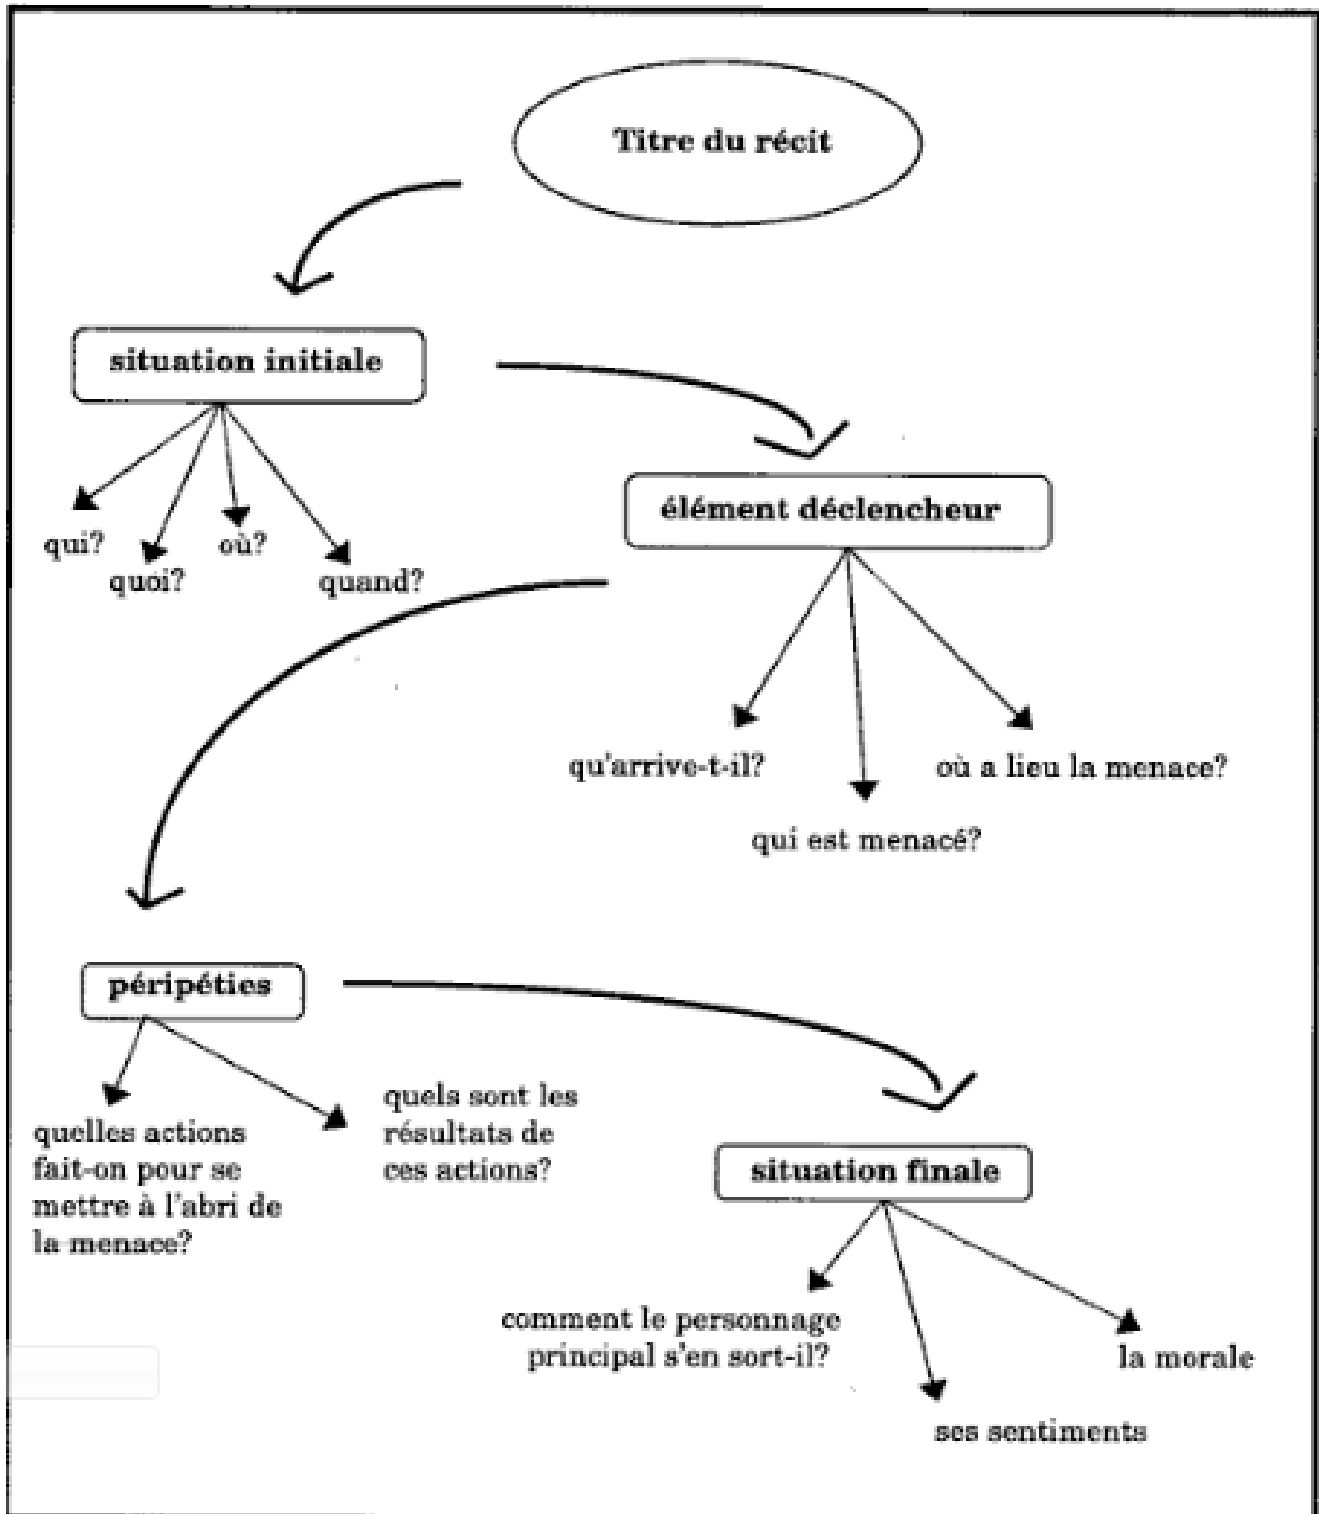 Titre du récit
situation initiale
qui?
quoi?
où?
quand?
élément déclencheur
qu'arrive-t-il?
qui est menacé?
où a lieu la menace?
péripéties
quelles actions
fait-on pour se
mettre à l'abri de
la menace?
quels sont les
résultats de
ces actions?
situation finale
comment le personnage
principal s'en sort-il?
ses sentiments
la morale